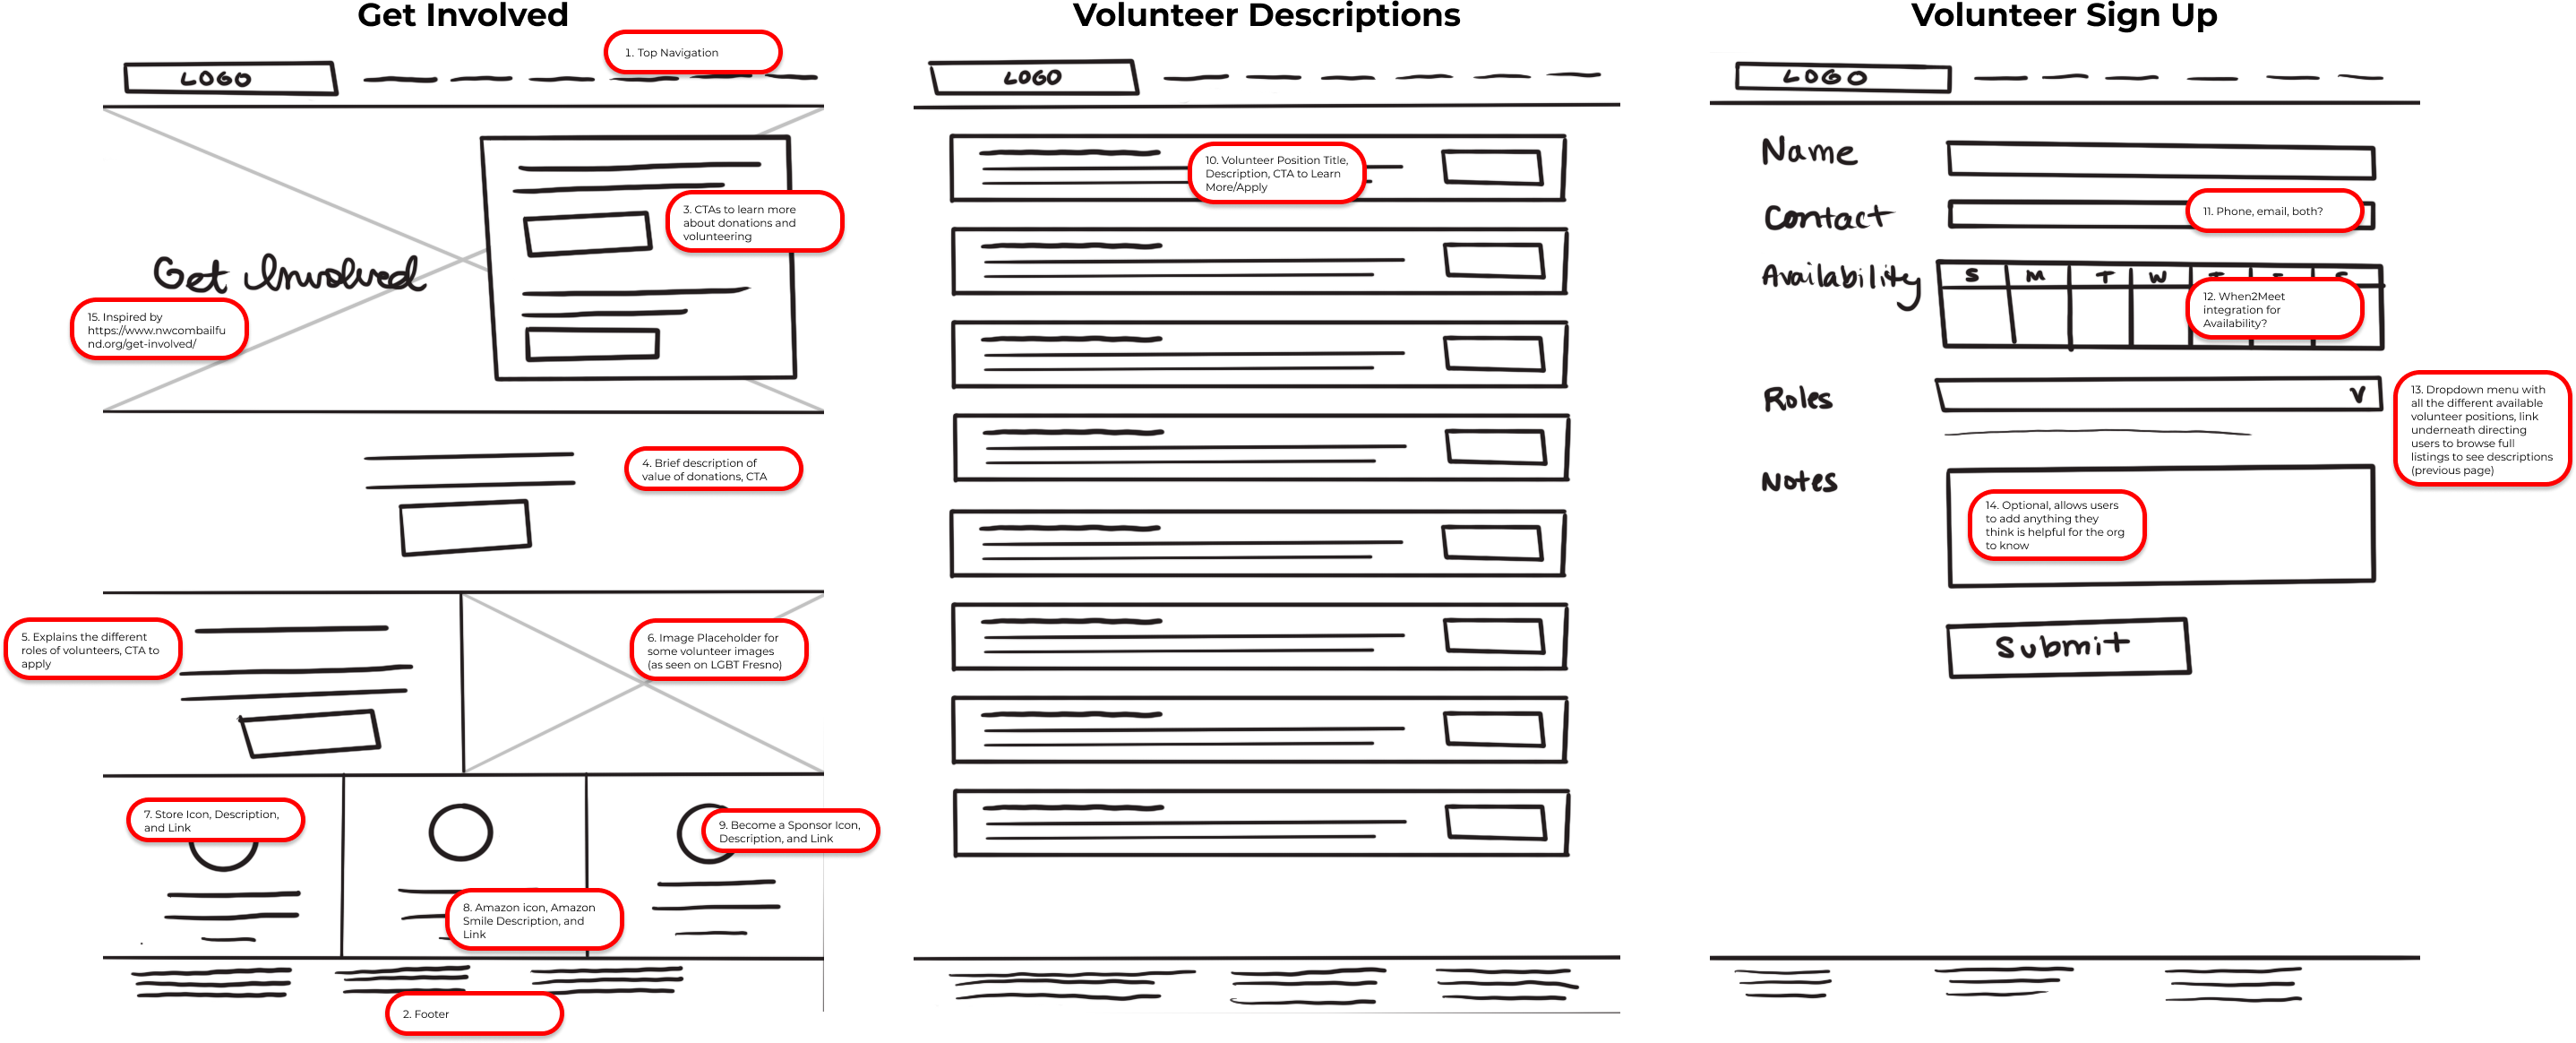 Get Involved
1. Top Navigation
LOGO
3. CTAs to learn more
about donations and
volunteering
Get Involved
15. Inspired by
https://www.nwcombailfu
nd.org/get-involved/
4. Brief description of
value of donations, CTA
5. Explains the different
roles of volunteers, CTA to
apply
6. Image Placeholder for
some volunteer images
(as seen on LGBT Fresno)
7. Store Icon, Description,
and Link
9. Become a Sponsor Icon,
Description, and Link
8. Amazon icon, Amazon
Smile Description, and
Link
2. Footer
Volunteer Descriptions
LOGO
10. Volunteer Position Title,
Description, CTA to Learn
More/Apply
Volunteer Sign Up
LOGO
Name
Contact
11. Phone, email, both?
Availability
S M T W
12. When2Meet
integration for
Availability?
Roles
V
13. Dropdown menu with
all the different available
volunteer positions, link
underneath directing
users to browse full
listings to see descriptions
(previous page)
Notes
14. Optional, allows users
to add anything they
think is helpful for the org
to know
Submit